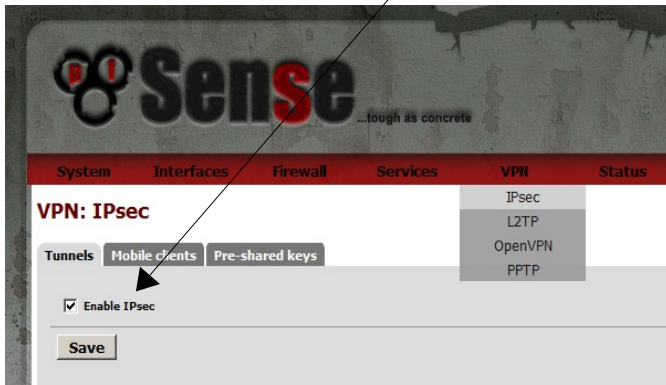 pf Sense
...tough as concrete
System Interfaces Firewall Services VPN Status
IPsec
L2TP
OpenVPN
PPTP
VPN: IPsec
Tunnels Mobile clients Pre-shared keys
Enable IPsec
Save